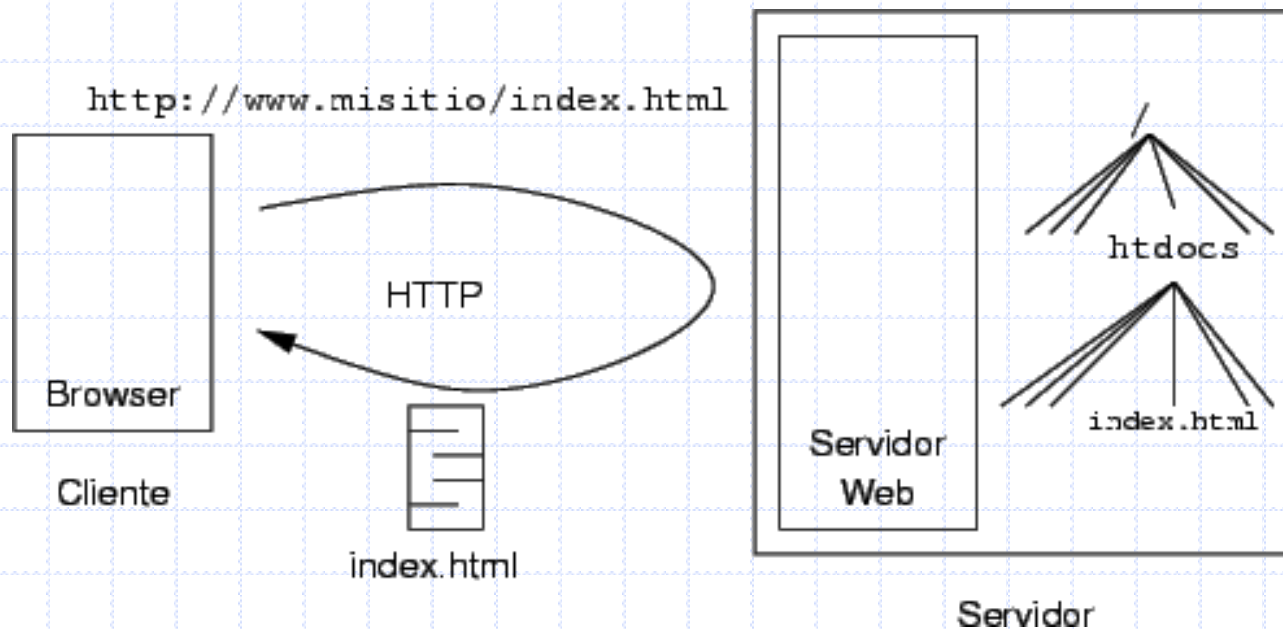 http://www.misitio/index.html
/
htdocs
HTTP
Browser
index.html
Servidor
Web
Cliente
index.html
Servidor